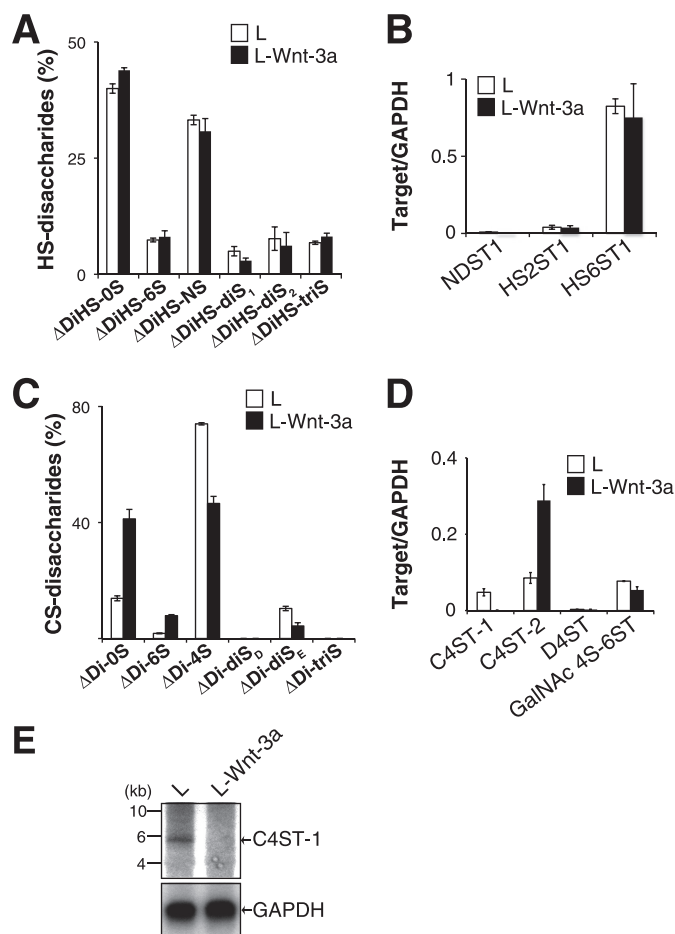 A
L
L-Wnt-3a
HS-disaccharides (%)
50
25
0
ΔDiHS-0S
ΔDiHS-6S
ΔDiHS-NS
ΔDiHS-diS₁
ΔDiHS-diS₂
ΔDiHS-triS
B
L
L-Wnt-3a
Target/GAPDH
1
0.5
0
NDST1
HS2ST1
HS6ST1
C
L
L-Wnt-3a
CS-disaccharides (%)
80
40
ΔDi-0S
ΔDi-6S
ΔDi-4S
ΔDi-diS_D
ΔDi-diS_E
ΔDi-triS
D
L
L-Wnt-3a
Target/GAPDH
0.4
0.2
0
C4ST-1
C4ST-2
D4ST
GalNAc 4S-6ST
E
L
L-Wnt-3a
(kb)
10
6
4
←C4ST-1
←GAPDH